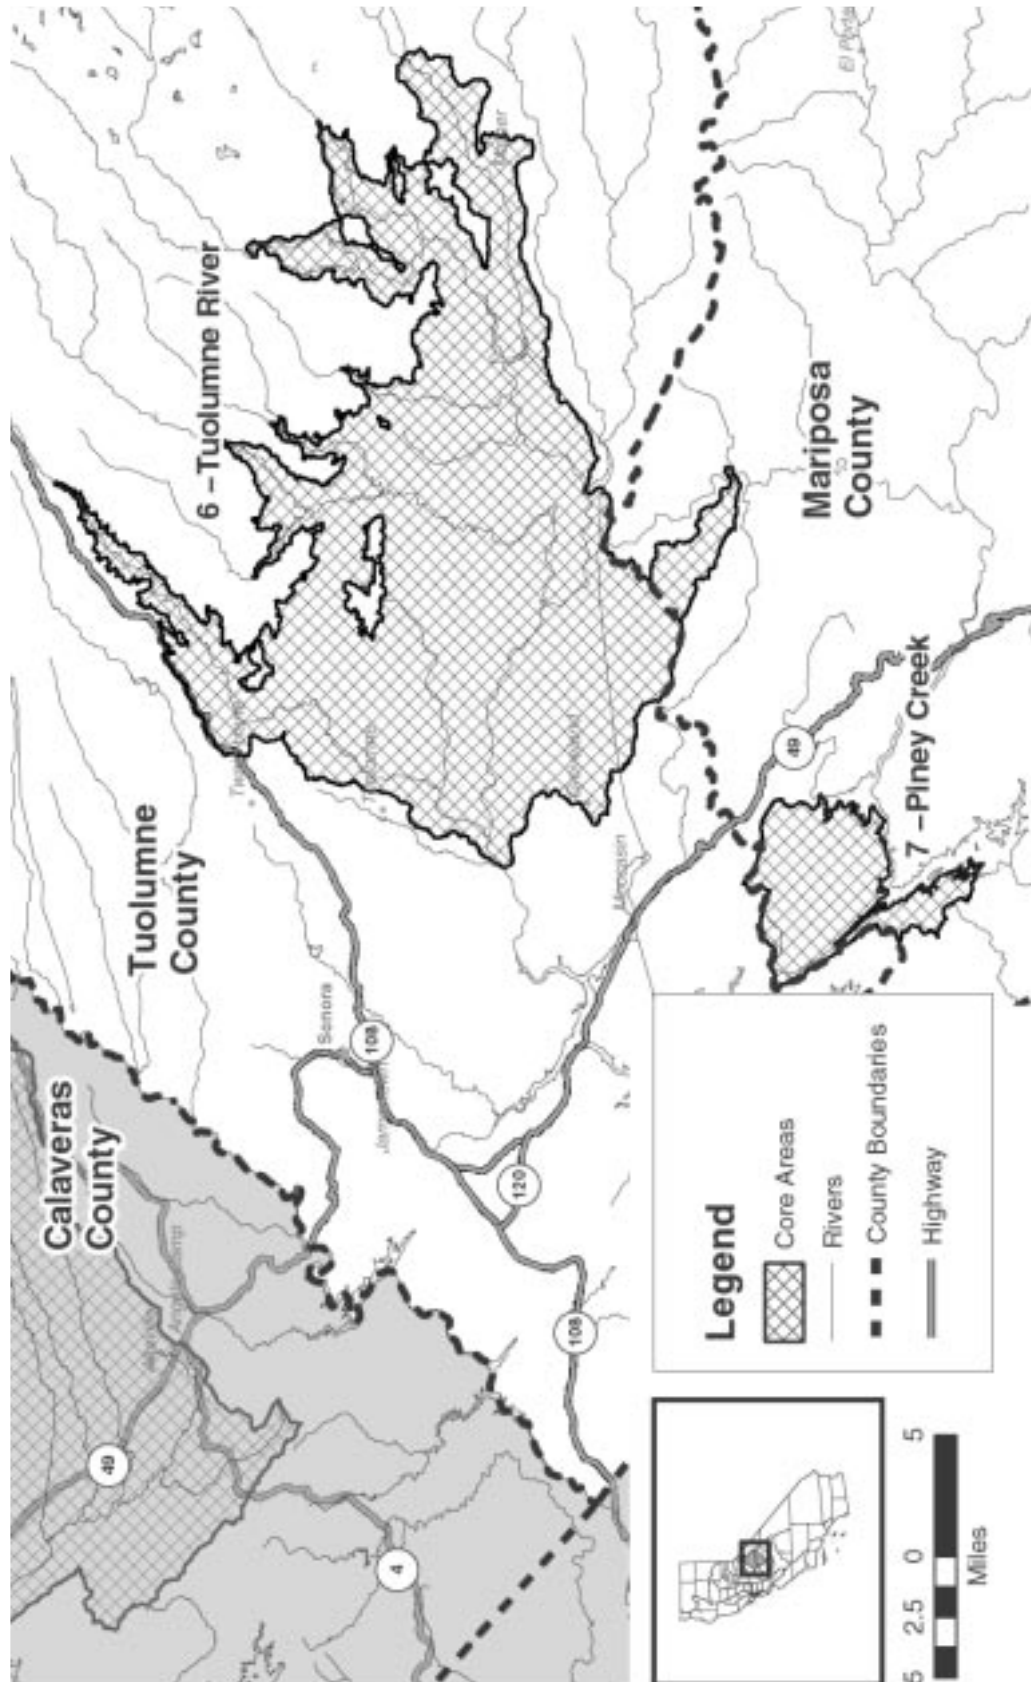 6 –Tuolumne River
Tuolumne
County
Calaveras
County
Mariposa
County
7 –Piney Creek
Sonora
108
49
49
120
108
4
Legend
Core Areas
Rivers
County Boundaries
Highway
5 2.5 0 5
Miles